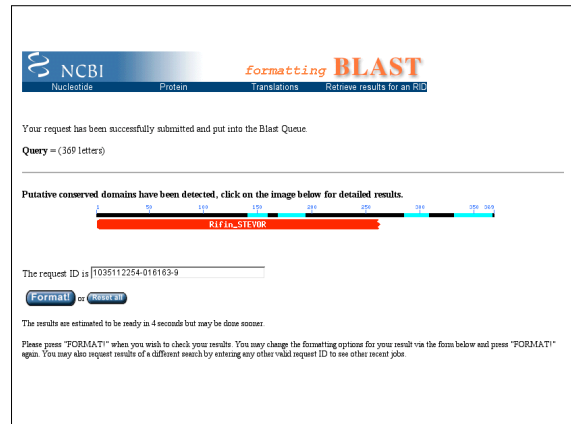 NCBI
formatting BLAST
Nucleotide Protein Translations Retrieve results for an RID
Your request has been successfully submitted and put into the Blast Queue.
Query = (369 letters)
Putative conserved domains have been detected, click on the image below for detailed results.
1 50 100 150 200 250 300 350 369
Rifin_STEVOR
The request ID is 1035112254-016163-9
Format! or Reset all
The results are estimated to be ready in 4 seconds but may be done sooner.
Please press "FORMAT!" when you wish to check your results. You may change the formatting options for your result via the form below and press "FORMAT!"
again. You may also request results of a different search by entering any other valid request ID to see other recent jobs.